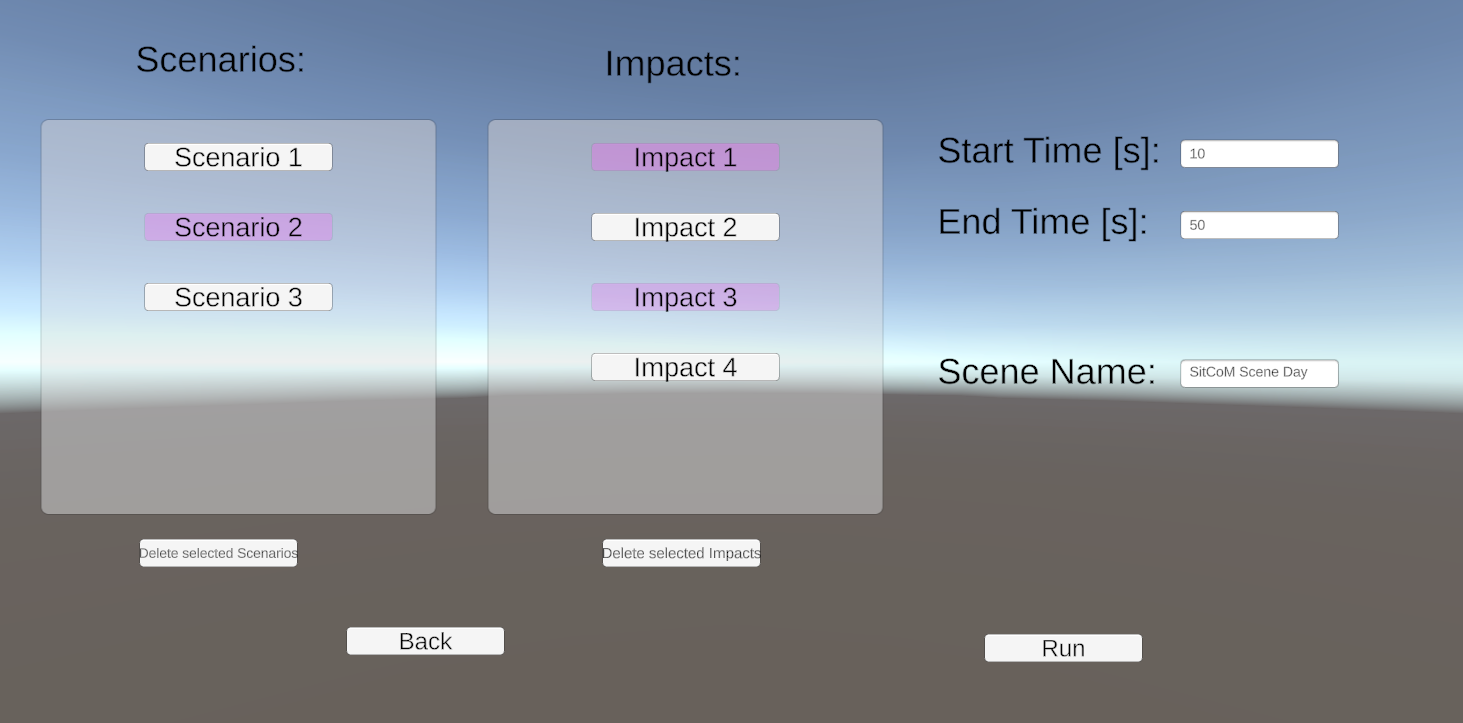 Scenarios:
Impacts:
Scenario 1
Scenario 2
Scenario 3
Impact 1
Impact 2
Impact 3
Impact 4
Start Time [s]:
10
End Time [s]:
50
Scene Name:
SitCoM Scene Day
Delete selected Scenarios
Delete selected Impacts
Back
Run